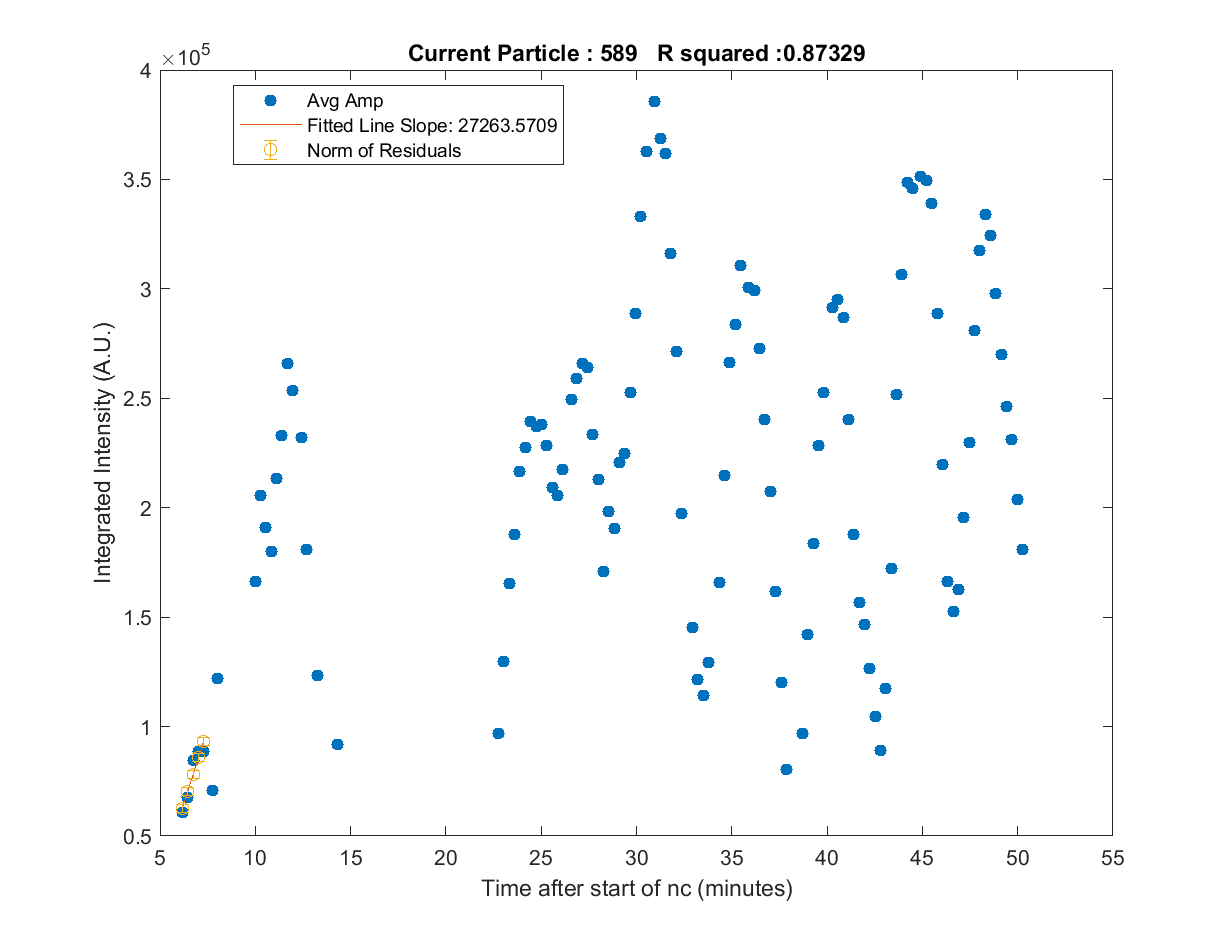 Current Particle : 589   R squared :0.87329
×10^5
Avg Amp
Fitted Line Slope: 27263.5709
Norm of Residuals
4
3.5
3
2.5
2
1.5
1
0.5
Integrated Intensity (A.U.)
5 10 15 20 25 30 35 40 45 50 55
Time after start of nc (minutes)